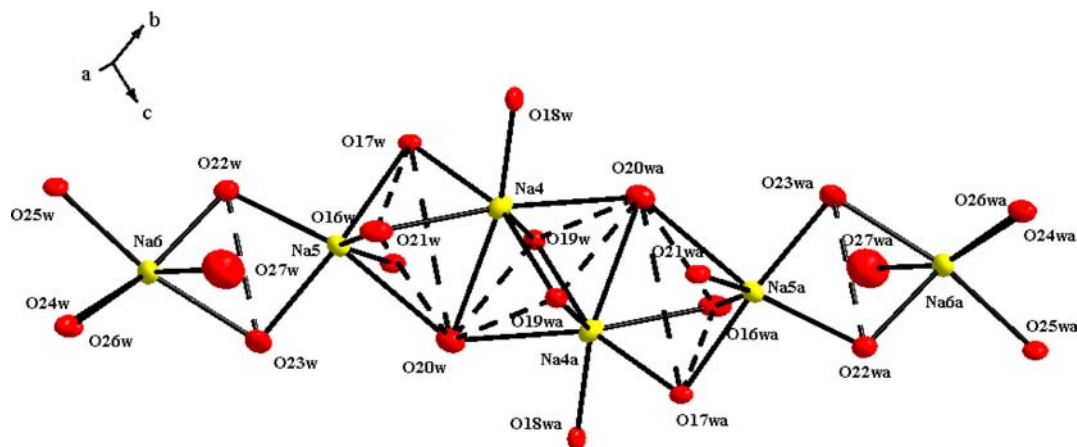 b
a
c
O18w
O17w
O20wa
O23wa
O22w
Na4
O26wa
O25w
O16w
O24wa
Na6
Na5
O21w
O19w
O21wa
O27wa
O27w
Na5a
Na6a
O24w
O19wa
O16wa
O26w
O23w
O20w
Na4a
O25wa
O22wa
O17wa
O18wa